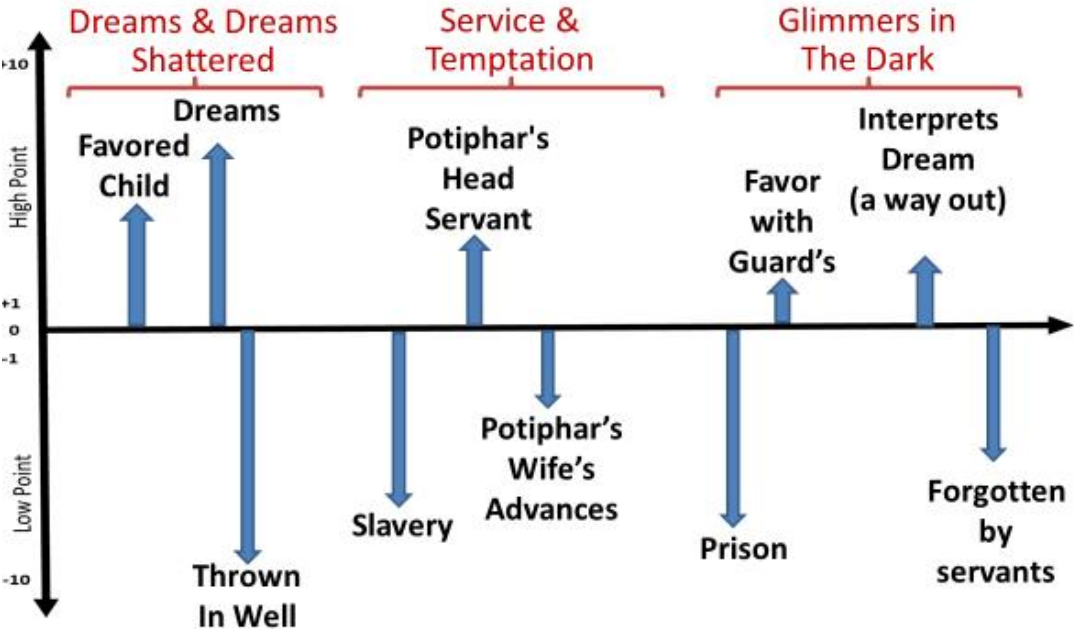 Dreams & Dreams
Shattered
Service &
Temptation
Glimmers in
The Dark
+10
High Point
+1
0
-1
Low Point
-10
Favored
Child
Dreams
Thrown
In Well
Slavery
Potiphar's
Head
Servant
Potiphar’s
Wife’s
Advances
Prison
Favor
with
Guard’s
Interprets
Dream
(a way out)
Forgotten
by
servants